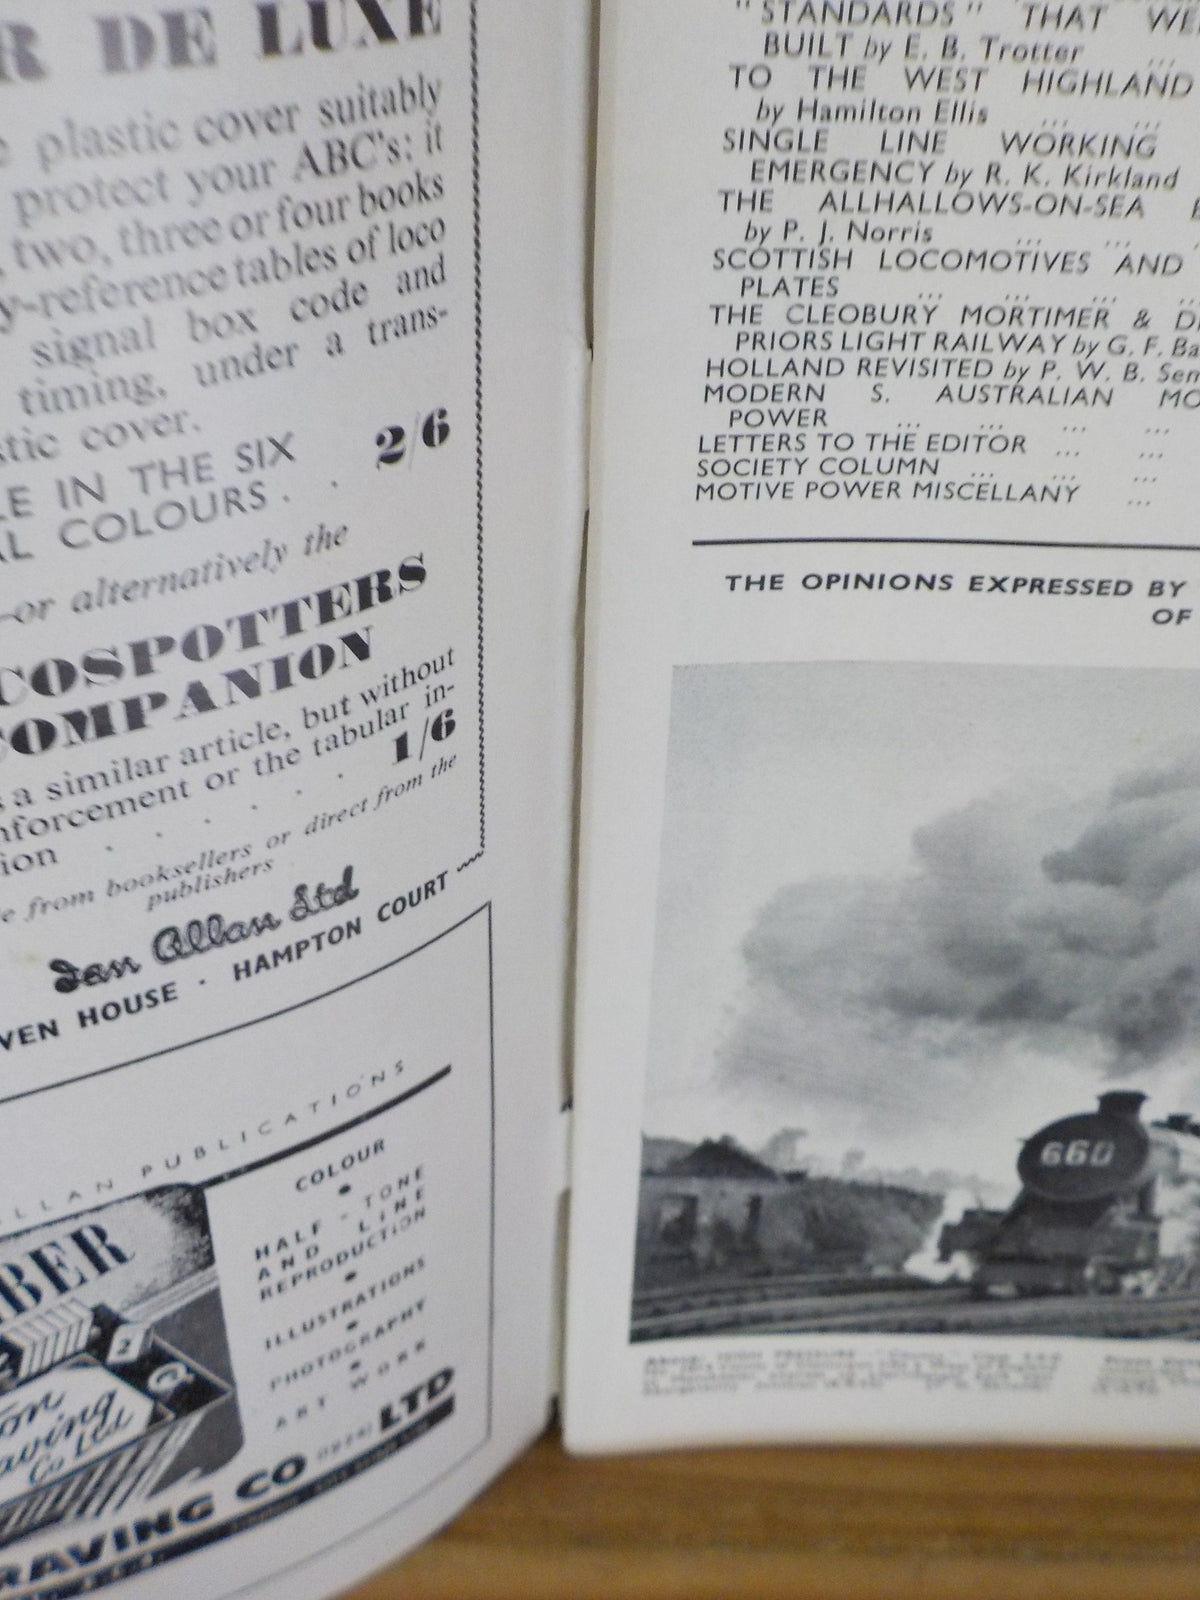 R DE LUXE
plastic cover suitably
protect your ABC's: it
two, three or four books
y-reference tables of loco
signal box code and
timing, under a trans-
stic cover.
LE IN THE SIX
AL COLOURS . . 2/6
—or alternatively the
COSPOTTERS
COMPANION
a similar article, but without
nforcement or the tabular in-
ion . . . . . 1/6
e from booksellers or direct from the
publishers
Ian Allan Ltd
VEN HOUSE · HAMPTON COURT
LLAN PUBLICATIONS
BER
COLOUR
HALF - TONE
AND LINE
REPRODUCTION
ILLUSTRATIONS
PHOTOGRAPHY
ART WORK
on
aving
Co Ltd
RAVING CO LTD
"STANDARDS" THAT WE
BUILT by E. B. Trotter ...
TO THE WEST HIGHLAND
by Hamilton Ellis ... ...
SINGLE LINE WORKING
EMERGENCY by R. K. Kirkland
THE ALLHALLOWS-ON-SEA
by P. J. Norris ... ... ...
SCOTTISH LOCOMOTIVES AND
PLATES ... ... ... ...
THE CLEOBURY MORTIMER & D
PRIORS LIGHT RAILWAY by G. F. Ba
HOLLAND REVISITED by P. W. B. Sem
MODERN S. AUSTRALIAN MO
POWER ... ... ... ...
LETTERS TO THE EDITOR ... ...
SOCIETY COLUMN ... ... ...
MOTIVE POWER MISCELLANY ...
THE OPINIONS EXPRESSED BY
OF
660